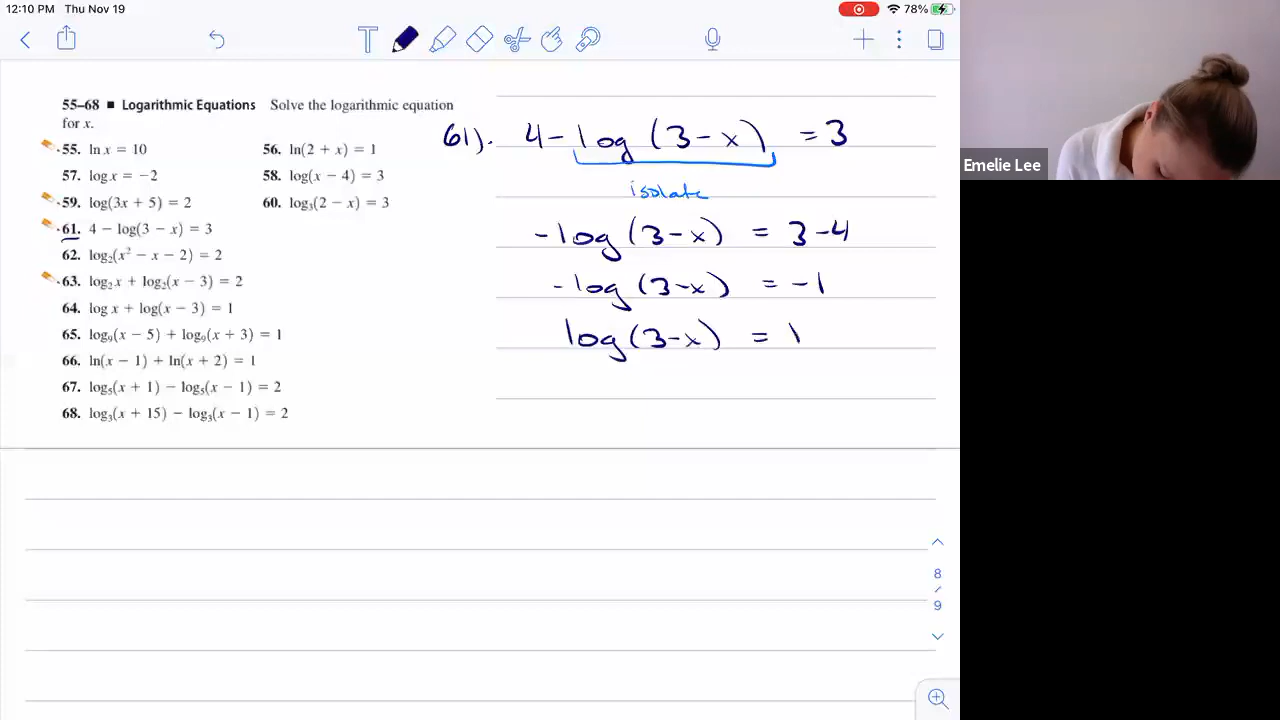 12:10 PM Thu Nov 19
78%
T
55–68 ■ Logarithmic Equations Solve the logarithmic equation
for x.
55. ln x = 10
56. ln(2 + x) = 1
57. log x = −2
58. log(x − 4) = 3
59. log(3x + 5) = 2
60. log₃(2 − x) = 3
61. 4 − log(3 − x) = 3
62. log₂(x² − x − 2) = 2
63. log₂x + log₂(x − 3) = 2
64. log x + log(x − 3) = 1
65. log₉(x − 5) + log₉(x + 3) = 1
66. ln(x − 1) + ln(x + 2) = 1
67. log₅(x + 1) − log₅(x − 1) = 2
68. log₃(x + 15) − log₃(x − 1) = 2
61). 4 − log (3 − x) = 3
isolate
− log (3 − x) = 3 − 4
− log (3 − x) = − 1
log (3 − x) = 1
8
/
9
Emelie Lee